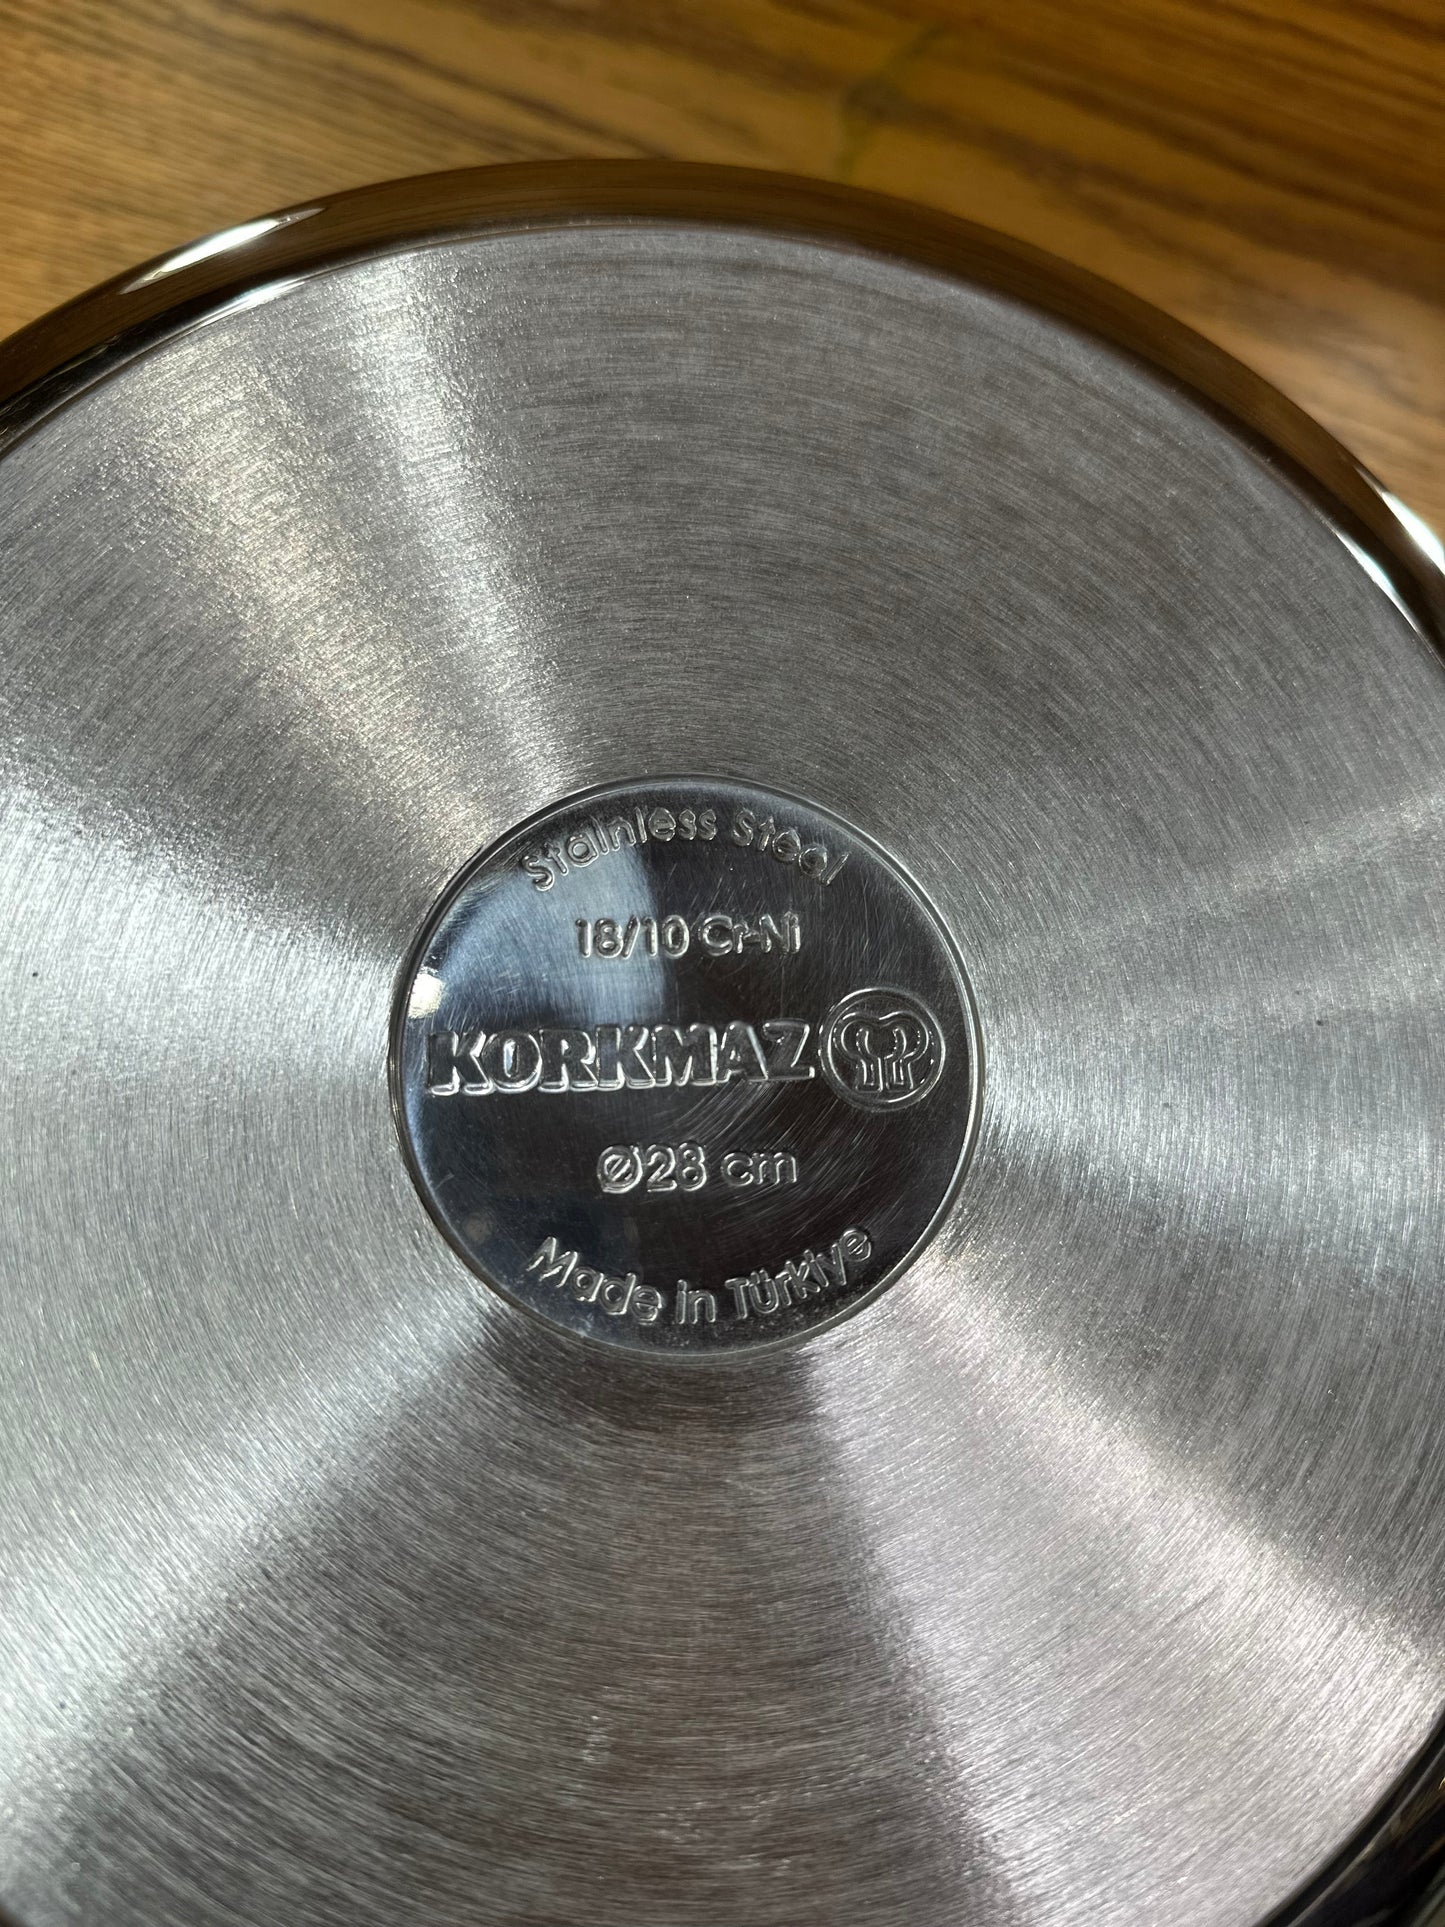 Stainless Steel
18/10 Cr-Ni
KORKMAZ
Ø28 cm
Made in Türkiye